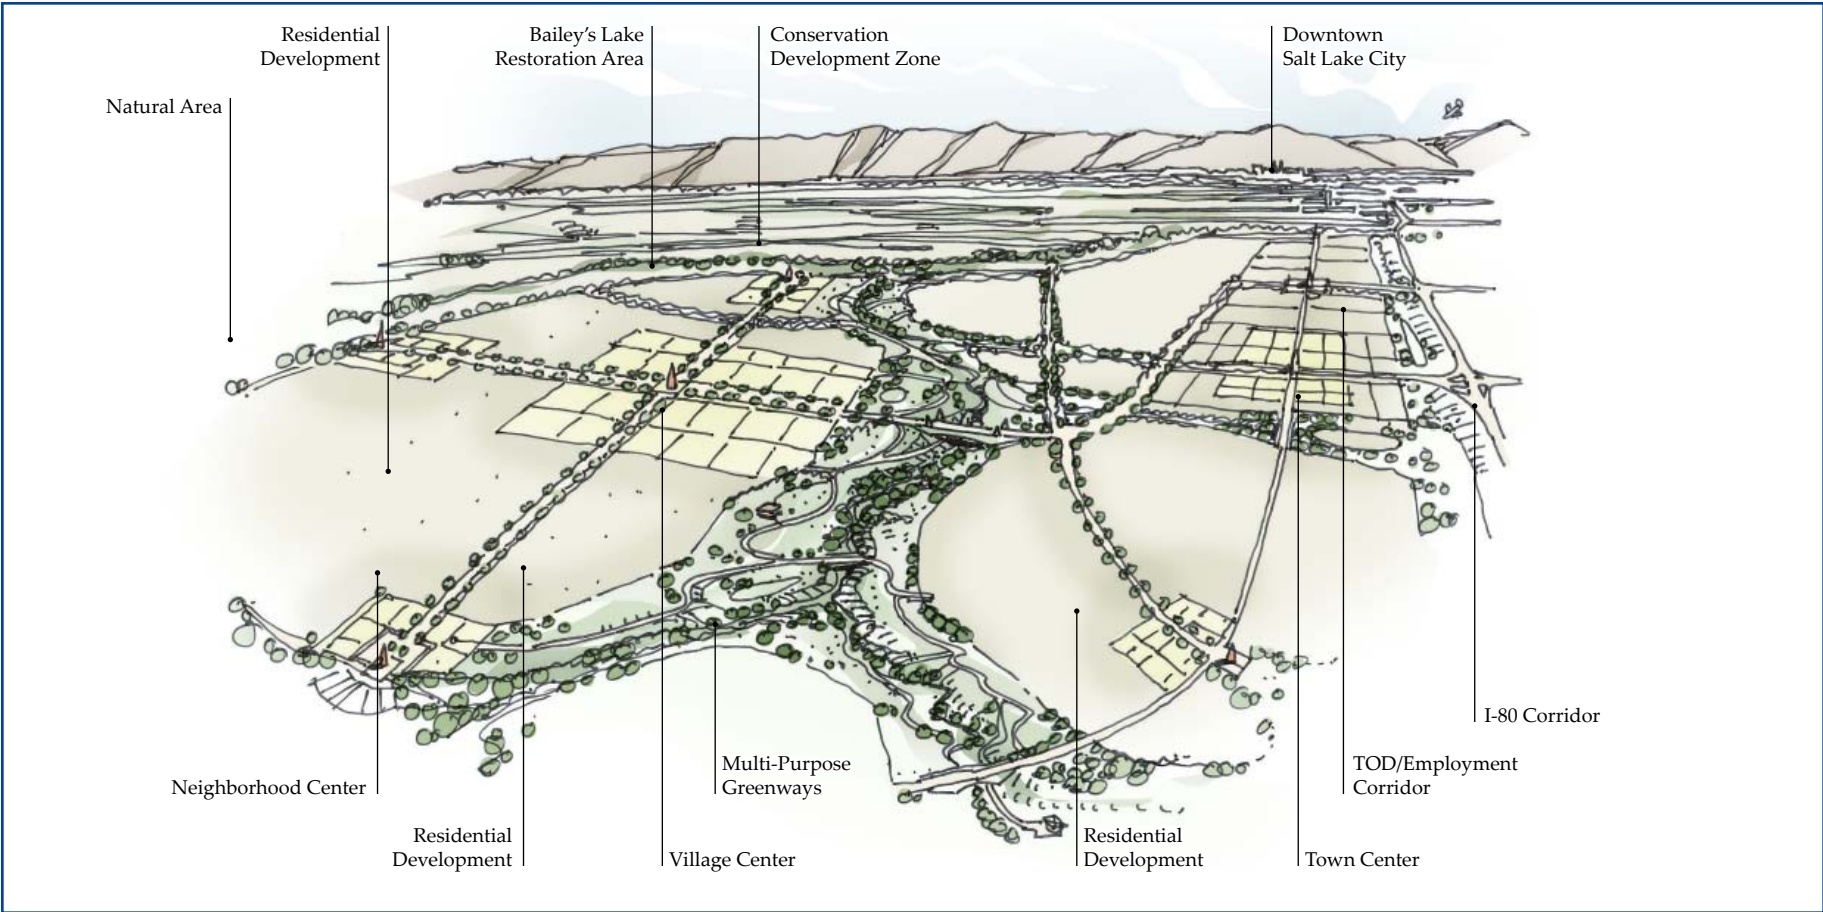 Residential
Development
Bailey's Lake
Restoration Area
Conservation
Development Zone
Downtown
Salt Lake City
Natural Area
I-80 Corridor
Multi-Purpose
Greenways
TOD/Employment
Corridor
Neighborhood Center
Residential
Development
Village Center
Residential
Development
Town Center